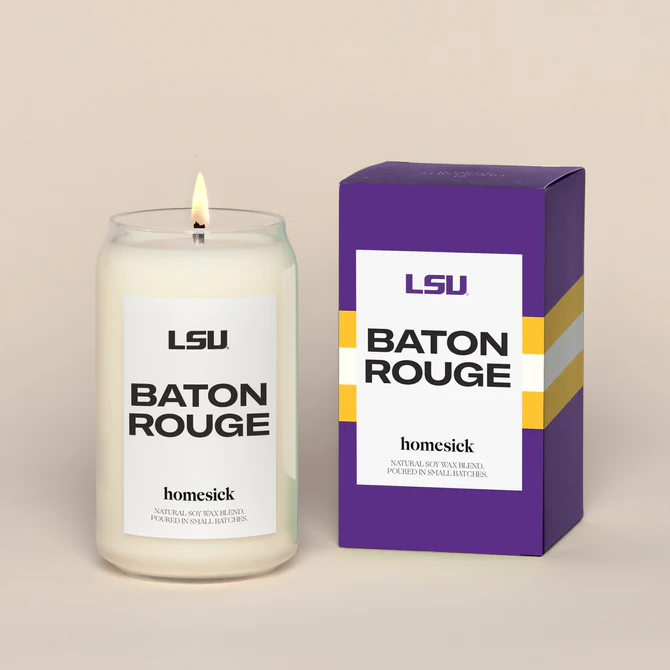 LSU
BATON
ROUGE
homesick
NATURAL SOY WAX BLEND,
POURED IN SMALL BATCHES.
LSU
BATON
ROUGE
homesick
NATURAL SOY WAX BLEND,
POURED IN SMALL BATCHES.